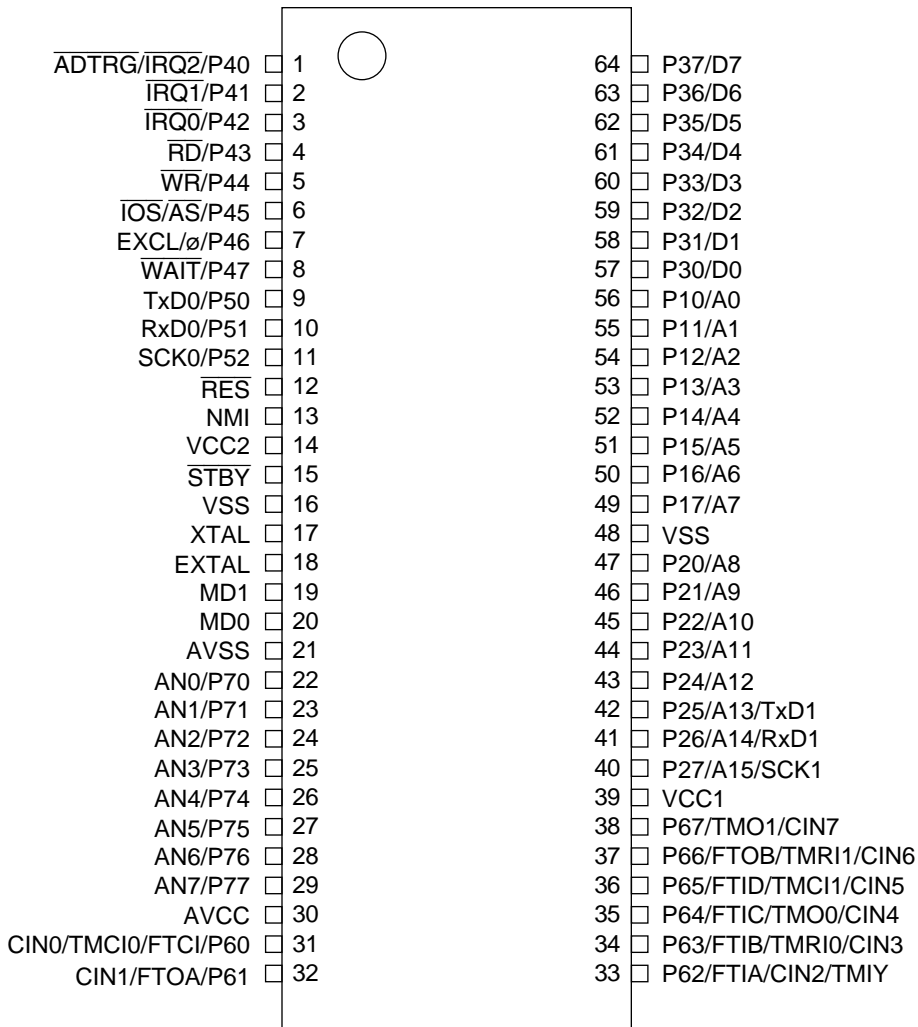 ADTRG/IRQ2/P40 1 64 P37/D7
IRQ1/P41 2 63 P36/D6
IRQ0/P42 3 62 P35/D5
RD/P43 4 61 P34/D4
WR/P44 5 60 P33/D3
IOS/AS/P45 6 59 P32/D2
EXCL/ø/P46 7 58 P31/D1
WAIT/P47 8 57 P30/D0
TxD0/P50 9 56 P10/A0
RxD0/P51 10 55 P11/A1
SCK0/P52 11 54 P12/A2
RES 12 53 P13/A3
NMI 13 52 P14/A4
VCC2 14 51 P15/A5
STBY 15 50 P16/A6
VSS 16 49 P17/A7
XTAL 17 48 VSS
EXTAL 18 47 P20/A8
MD1 19 46 P21/A9
MD0 20 45 P22/A10
AVSS 21 44 P23/A11
AN0/P70 22 43 P24/A12
AN1/P71 23 42 P25/A13/TxD1
AN2/P72 24 41 P26/A14/RxD1
AN3/P73 25 40 P27/A15/SCK1
AN4/P74 26 39 VCC1
AN5/P75 27 38 P67/TMO1/CIN7
AN6/P76 28 37 P66/FTOB/TMRI1/CIN6
AN7/P77 29 36 P65/FTID/TMCI1/CIN5
AVCC 30 35 P64/FTIC/TMO0/CIN4
CIN0/TMCI0/FTCI/P60 31 34 P63/FTIB/TMRI0/CIN3
CIN1/FTOA/P61 32 33 P62/FTIA/CIN2/TMIY